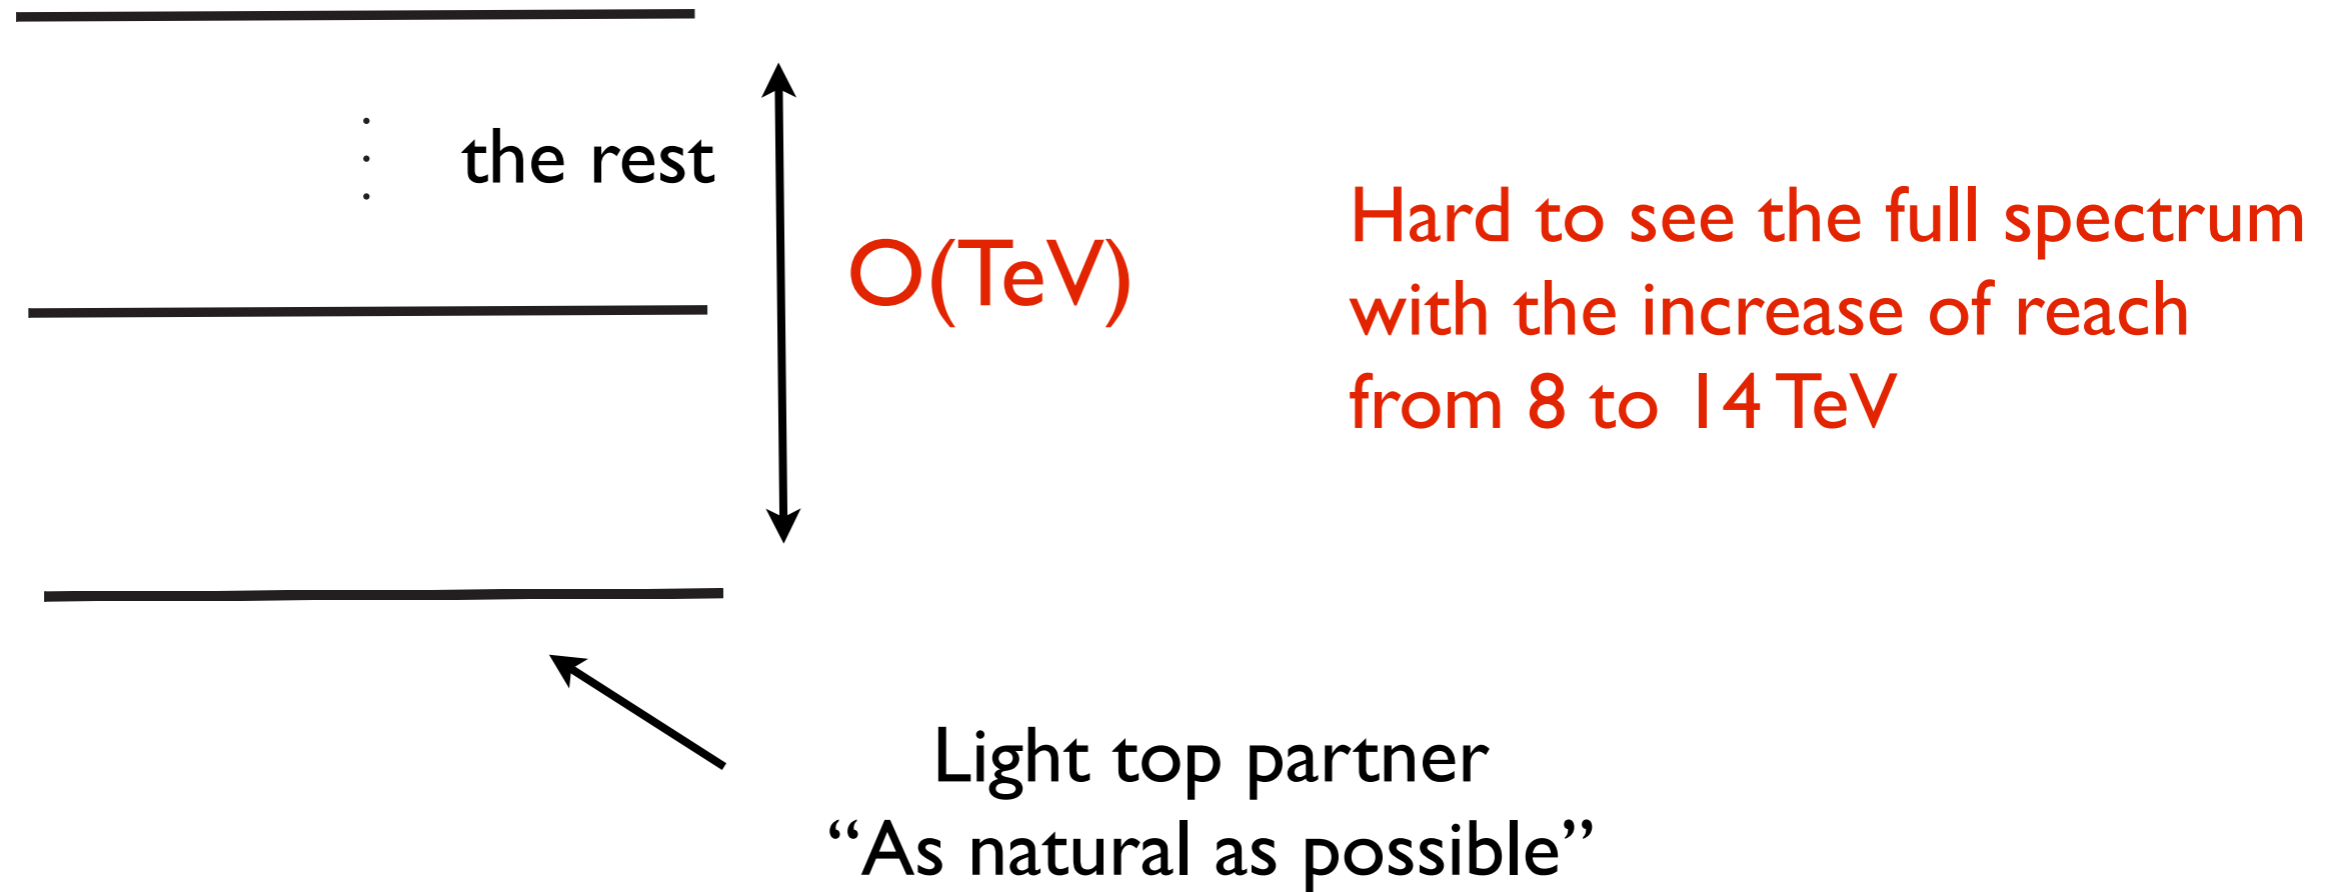 the rest
O(TeV)
Hard to see the full spectrum
with the increase of reach
from 8 to 14 TeV
Light top partner
“As natural as possible”